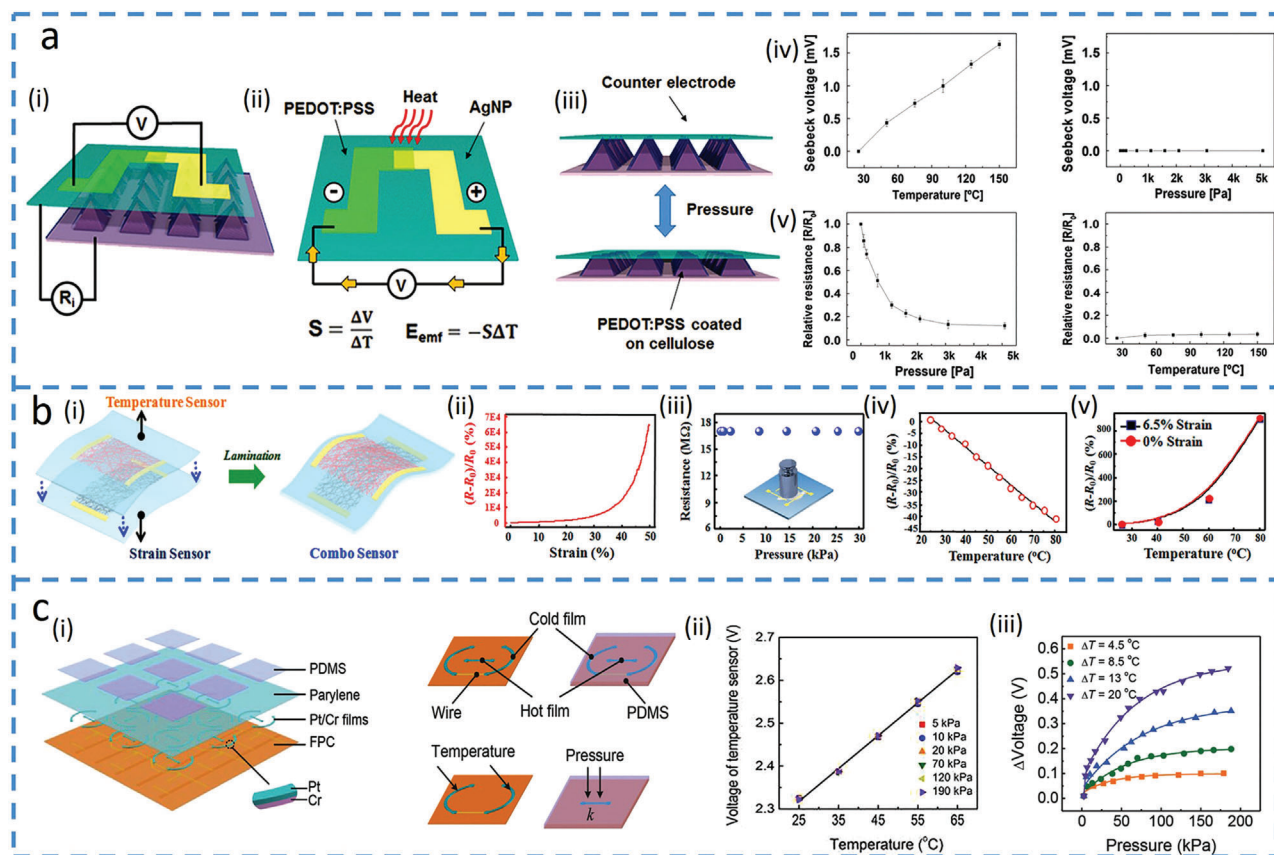 a
(i)
V
R_i
(ii)
PEDOT:PSS
Heat
AgNP
-
+
V
S = ΔV/ΔT
E_emf = −SΔT
(iii)
Counter electrode
Pressure
PEDOT:PSS coated
on cellulose
(iv)
Seebeck voltage [mV]
1.5
1.0
0.5
0.0
30 60 90 120 150
Temperature [ºC]
Seebeck voltage [mV]
1.5
1.0
0.5
0.0
0 1k 2k 3k 4k 5k
Pressure [Pa]
(v)
Relative resistance [R/R₀]
1.0
0.8
0.6
0.4
0.2
0.0
0 1k 2k 3k 4k 5k
Pressure [Pa]
Relative resistance [R/R₀]
1.0
0.8
0.6
0.4
0.2
0.0
30 60 90 120 150
Temperature [ºC]
b
(i)
Temperature Sensor
Lamination
Strain Sensor
Combo Sensor
(ii)
(R-R₀)/R₀ (%)
7E4
6E4
5E4
4E4
3E4
2E4
1E4
0
0 10 20 30 40 50
Strain (%)
(iii)
Resistance (MΩ)
18
15
12
9
6
0 5 10 15 20 25 30
Pressure (kPa)
(iv)
(R-R₀)/R₀ (%)
0
-5
-10
-15
-20
-25
-30
-35
-40
-45
20 30 40 50 60 70 80
Temperature (ºC)
(v)
6.5% Strain
0% Strain
(R-R₀)/R₀ (%)
800
600
400
200
0
40 60 80
Temperature (°C)
c
(i)
PDMS
Parylene
Pt/Cr films
FPC
Pt
Cr
Cold film
Wire
Hot film
PDMS
Temperature
Pressure
k
(ii)
Voltage of temperature sensor (V)
2.7
2.6
2.5
2.4
2.3
5 kPa
10 kPa
20 kPa
70 kPa
120 kPa
190 kPa
25 35 45 55 65
Temperature (°C)
(iii)
ΔVoltage (V)
0.6
0.5
0.4
0.3
0.2
0.1
0.0
ΔT = 4.5 °C
ΔT = 8.5 °C
ΔT = 13 °C
ΔT = 20 °C
0 50 100 150 200
Pressure (kPa)